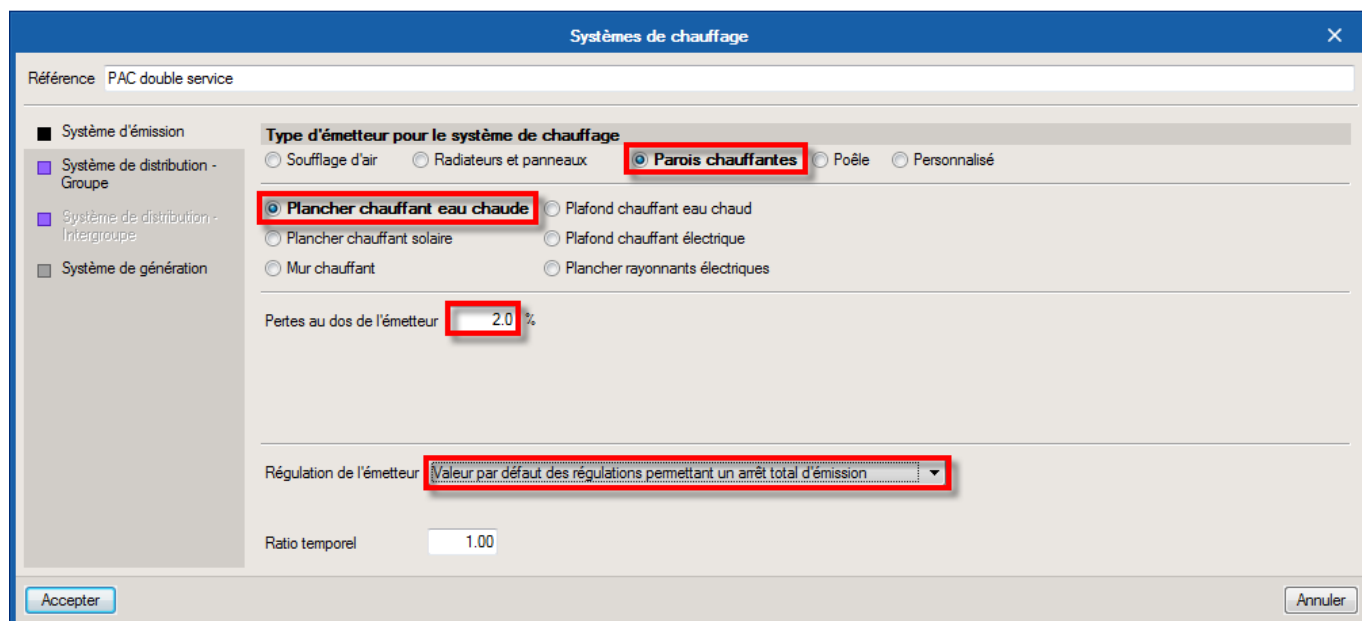 Systèmes de chauffage
Référence PAC double service
Système d'émission
Système de distribution -
Groupe
Système de distribution -
Intergroupe
Système de génération
Type d'émetteur pour le système de chauffage
Soufflage d'air Radiateurs et panneaux Parois chauffantes Poêle Personnalisé
Plancher chauffant eau chaude Plafond chauffant eau chaud
Plancher chauffant solaire Plafond chauffant électrique
Mur chauffant Plancher rayonnants électriques
Pertes au dos de l'émetteur 2.0 %
Régulation de l'émetteur Valeur par défaut des régulations permettant un arrêt total d'émission
Ratio temporel 1.00
Accepter Annuler